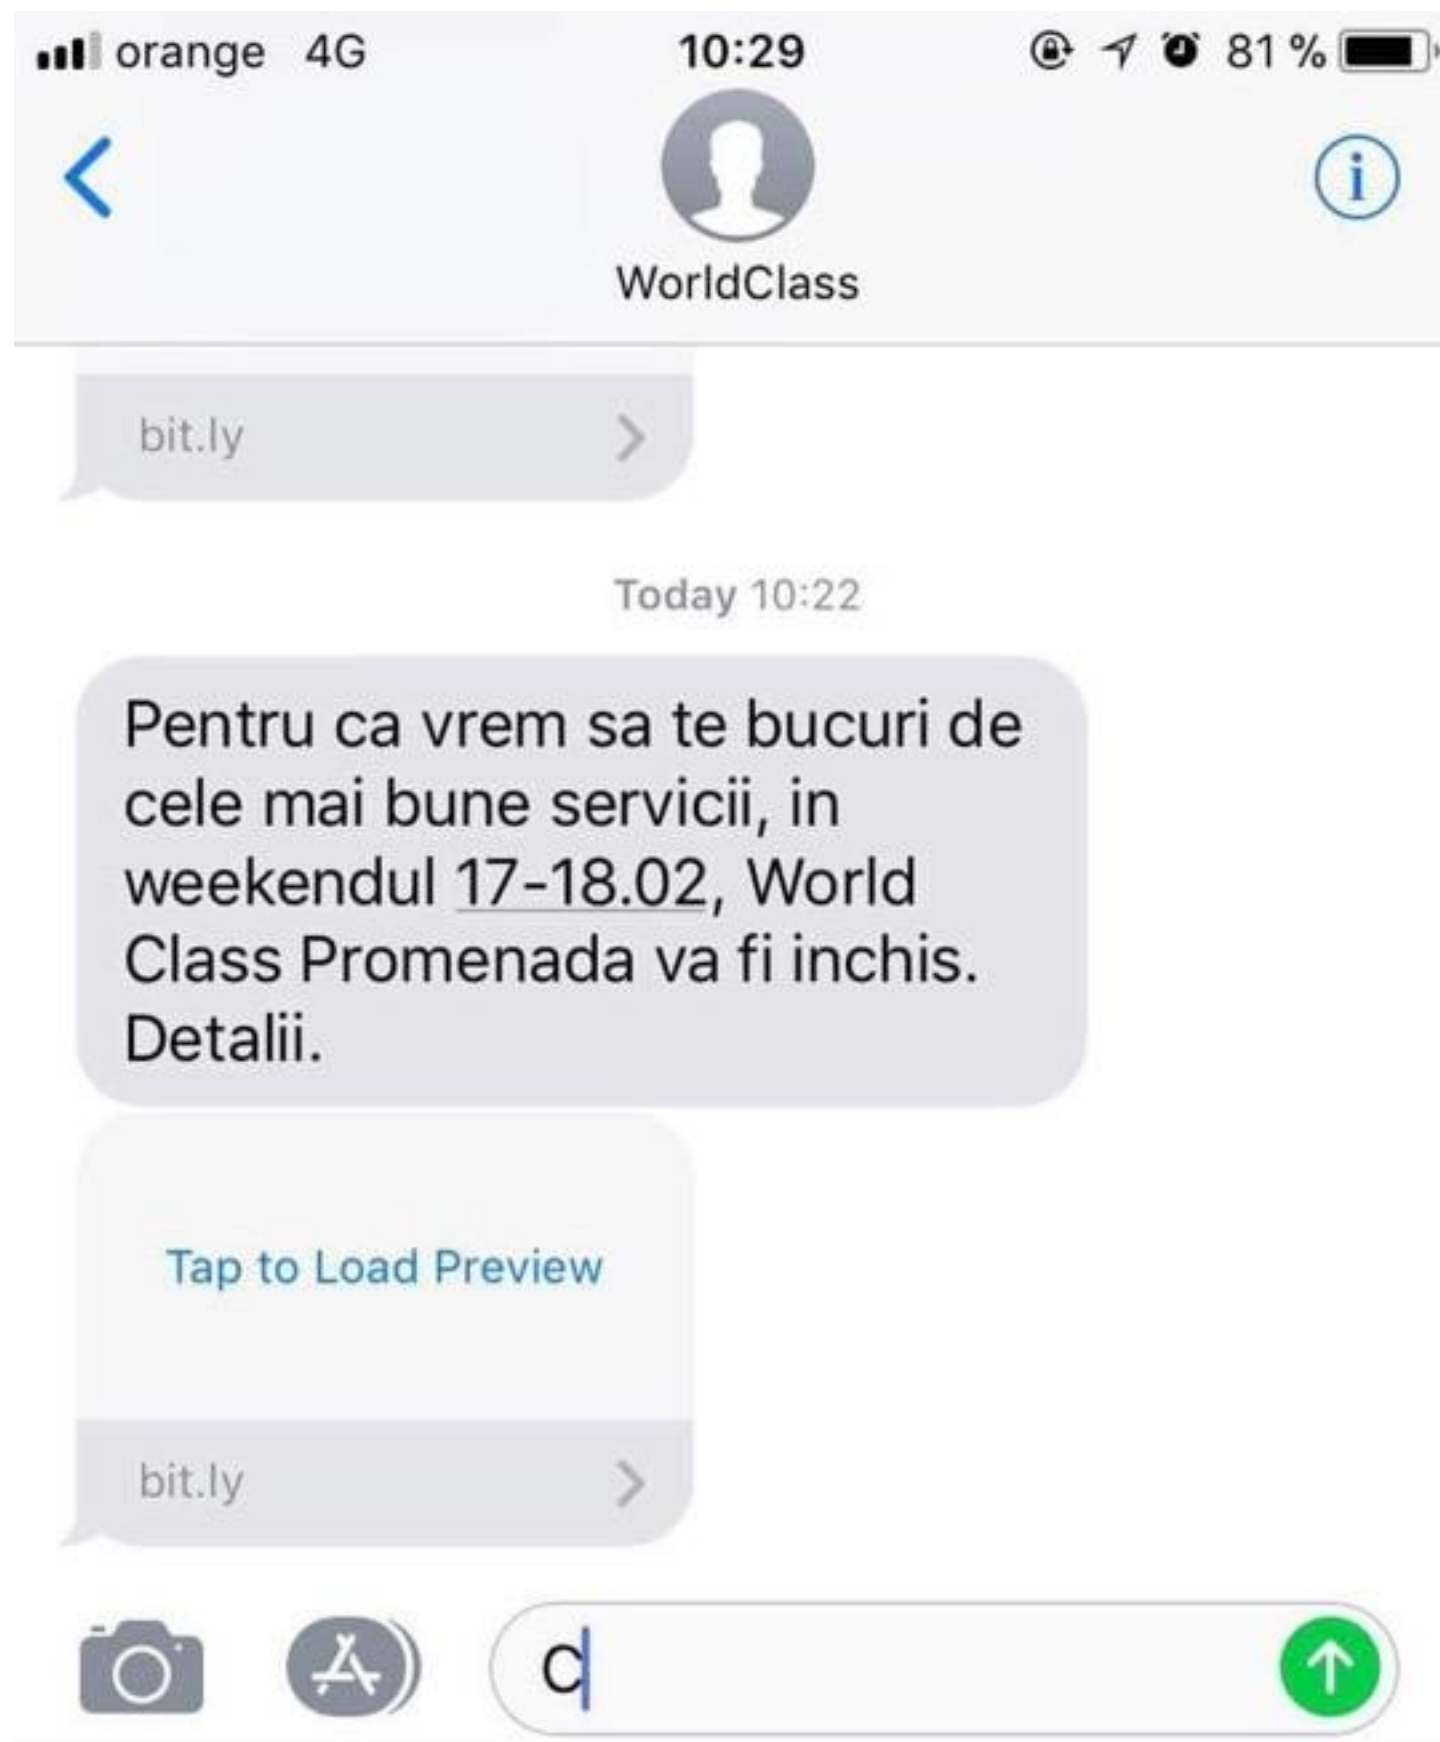 orange 4G 10:29 81 %
WorldClass
bit.ly
Today 10:22
Pentru ca vrem sa te bucuri de
cele mai bune servicii, in
weekendul 17-18.02, World
Class Promenada va fi inchis.
Detalii.
Tap to Load Preview
bit.ly
C